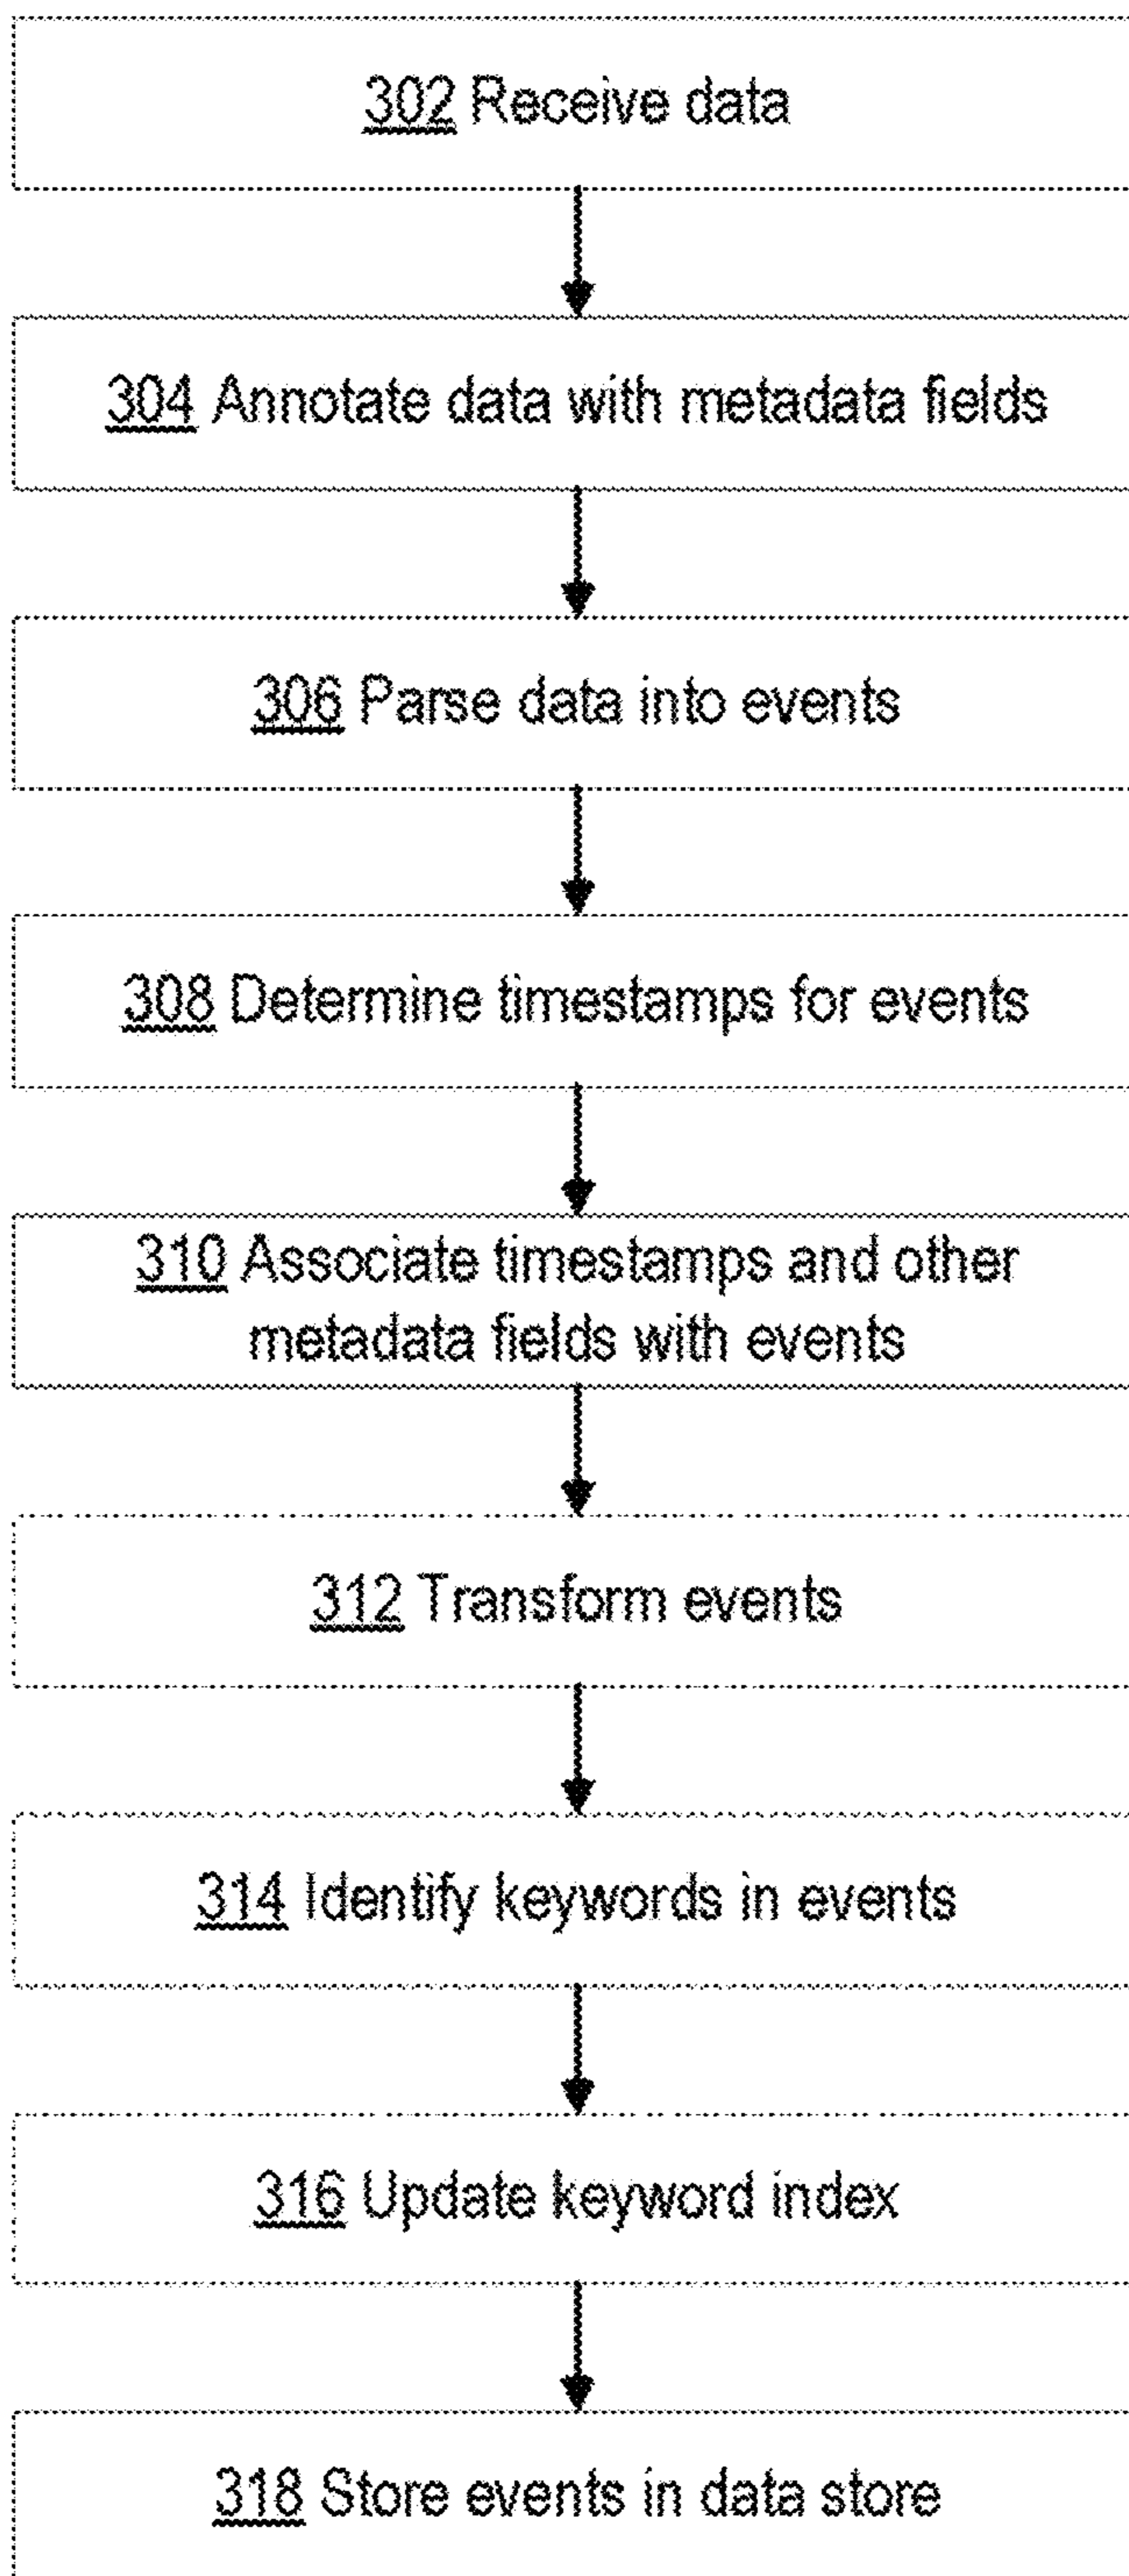 302 Receive data
304 Annotate data with metadata fields
306 Parse data into events
308 Determine timestamps for events
310 Associate timestamps and other
metadata fields with events
312 Transform events
314 Identify keywords in events
316 Update keyword index
318 Store events in data store